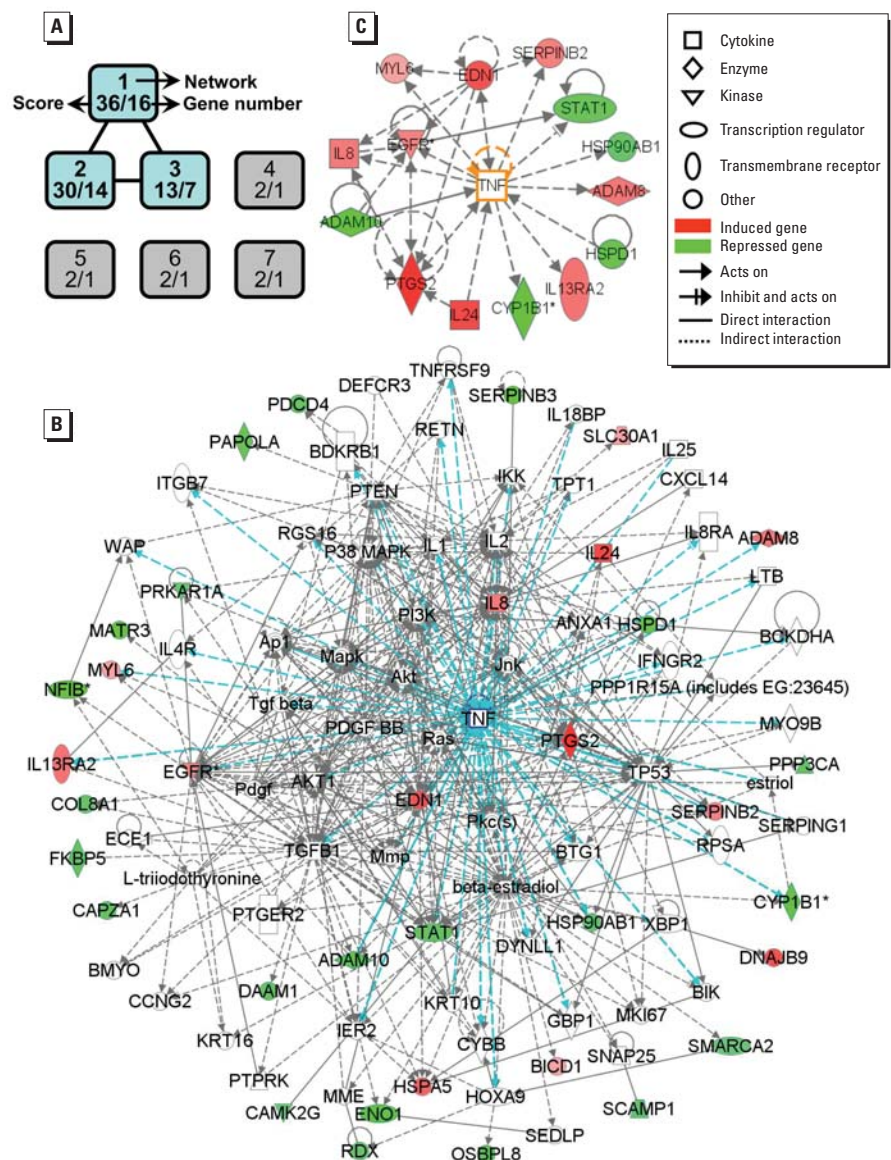 A
1
Network
Score
36/16
Gene number
2
30/14
3
13/7
4
2/1
5
2/1
6
2/1
7
2/1
C
SERPINB2
MYL6
EDN1
STAT1
EGFR*
IL8
HSP90AB1
TNF
ADAM8
ADAM10
HSPD1
PTGS2
IL13RA2
CYP1B1*
IL24
Cytokine
Enzyme
Kinase
Transcription regulator
Transmembrane receptor
Other
Induced gene
Repressed gene
Acts on
Inhibit and acts on
Direct interaction
Indirect interaction
B
TNFRSF9
DEFCR3
SERPINB3
PDCD4
IL18BP
RETN
SLC30A1
PAPOLA
BDKRB1
IL25
ITGB7
PTEN
IKK
TPT1
CXCL14
RGS16
IL1
IL2
IL8RA
ADAM8
WAP
P38 MAPK
IL24
LTB
PRKAR1A
PI3K
IL8
ANXA1
HSPD1
MATR3
IL4R
Ap1
BCKDHA
MYL6
Mapk
Akt
Jnk
IFNGR2
NFIB*
Tgf beta
PPP1R15A (includes EG:23645)
PDGF BB
TNF
MYO9B
Ras
PTGS2
IL13RA2
EGFR*
Pdgf
AKT1
TP53
PPP3CA
estriol
COL8A1
EDN1
SERPINB2
ECE1
Pkc(s)
SERPING1
FKBP5
TGFB1
Mmp
BTG1
RPSA
L-triiodothyronine
beta-estradiol
CYP1B1*
CAPZA1
PTGER2
HSP90AB1
XBP1
STAT1
DYNLL1
BMYO
ADAM10
DNAJB9
CCNG2
DAAM1
KRT10
BIK
KRT16
IER2
GBP1
MKI67
CYBB
SNAP25
SMARCA2
PTPRK
MME
HSPA5
HOXA9
BICD1
CAMK2G
ENO1
SCAMP1
SEDLP
RDX
OSBPL8